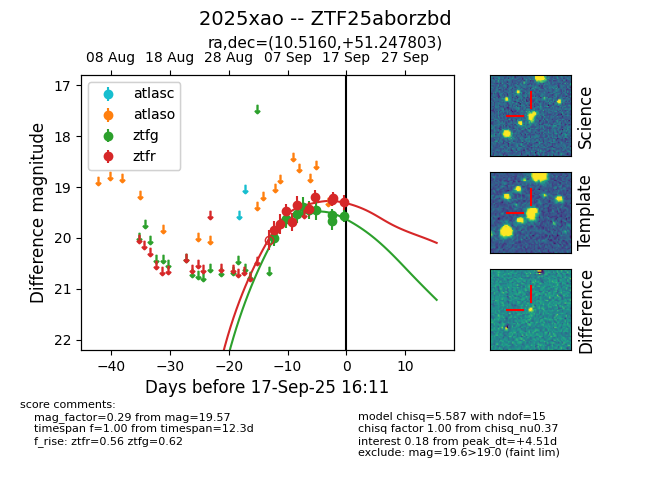 2025xao -- ZTF25aborzbd
ra,dec=(10.5160,+51.247803)
08 Aug 18 Aug 28 Aug 07 Sep 17 Sep 27 Sep
17
18
19
20
21
22
Difference magnitude
atlasc
atlaso
ztfg
ztfr
−40 −30 −20 −10 0 10
Days before 17-Sep-25 16:11
Science
Template
Difference
score comments:
mag_factor=0.29 from mag=19.57
timespan f=1.00 from timespan=12.3d
f_rise: ztfr=0.56 ztfg=0.62
model chisq=5.587 with ndof=15
chisq factor 1.00 from chisq_nu0.37
interest 0.18 from peak_dt=+4.51d
exclude: mag=19.6>19.0 (faint lim)